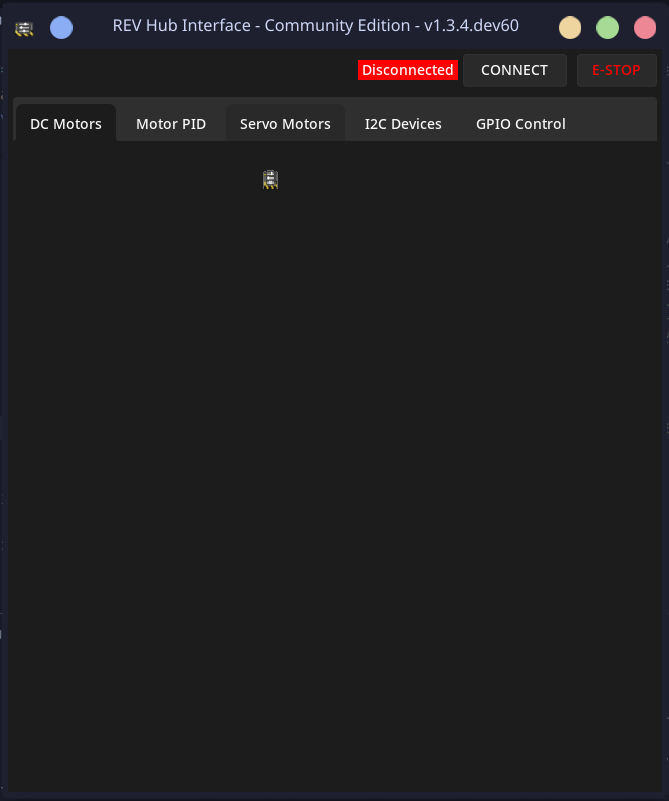 REV Hub Interface - Community Edition - v1.3.4.dev60
Disconnected CONNECT E-STOP
DC Motors Motor PID Servo Motors I2C Devices GPIO Control